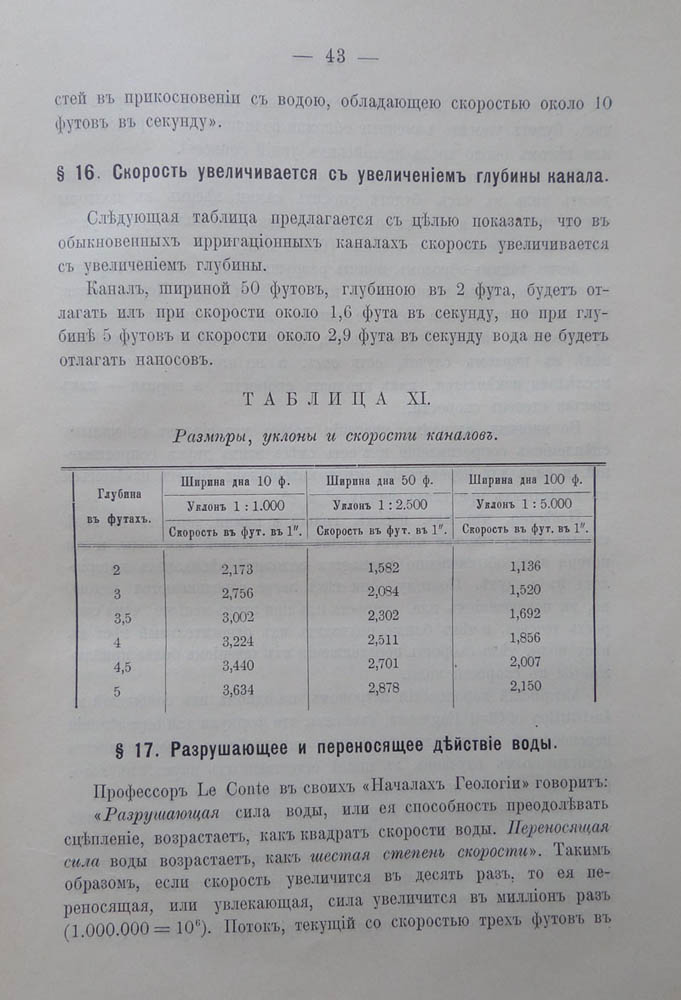 — 43 —
стей въ прикосновеніи съ водою, обладающею скоростью около 10
футовъ въ секунду».
§ 16. Скорость увеличивается съ увеличеніемъ глубины канала.
Слѣдующая таблица предлагается съ цѣлью показать, что въ
обыкновенныхъ ирригаціонныхъ каналахъ скорость увеличивается
съ увеличеніемъ глубины.
Каналъ, шириной 50 футовъ, глубиною въ 2 фута, будетъ от-
лагать илъ при скорости около 1,6 фута въ секунду, но при глу-
бинѣ 5 футовъ и скорости около 2,9 фута въ секунду вода не будетъ
отлагать наносовъ.
ТАБЛИЦА XI.
Размѣры, уклоны и скорости каналовъ.
Глубина въ футахъ. Ширина дна 10 ф. Ширина дна 50 ф. Ширина дна 100 ф.
Уклонъ 1 : 1.000 Уклонъ 1 : 2.500 Уклонъ 1 : 5.000
Скорость въ фут. въ 1". Скорость въ фут. въ 1". Скорость въ фут. въ 1".
2 2,173 1,582 1,136
3 2,756 2,084 1,520
3,5 3,002 2,302 1,692
4 3,224 2,511 1,856
4,5 3,440 2,701 2,007
5 3,634 2,878 2,150
§ 17. Разрушающее и переносящее дѣйствіе воды.
Профессоръ Le Conte въ своихъ «Началахъ Геологіи» говоритъ:
«Разрушающая сила воды, или ея способность преодолѣвать
сцѣпленіе, возрастаетъ, какъ квадратъ скорости воды. Переносящая
сила воды возрастаетъ, какъ шестая степень скорости». Такимъ
образомъ, если скорость увеличится въ десять разъ, то ея пе-
реносящая, или увлекающая, сила увеличится въ милліонъ разъ
(1.000.000 = 10⁶). Потокъ, текущій со скоростью трехъ футовъ въ